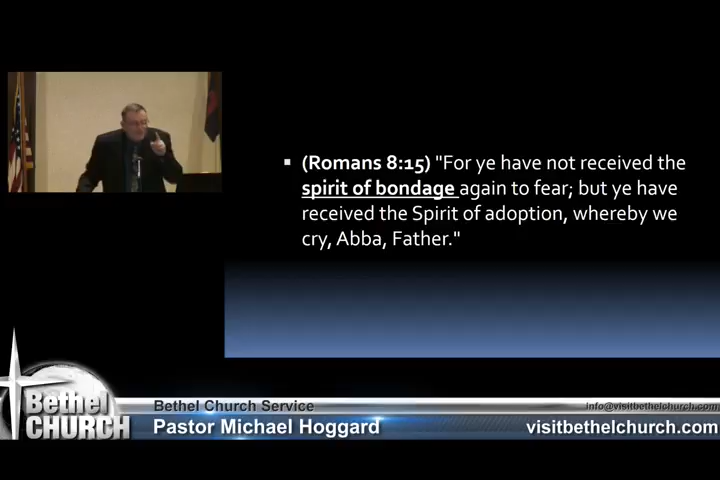 ▪ (Romans 8:15) "For ye have not received the
spirit of bondage again to fear; but ye have
received the Spirit of adoption, whereby we
cry, Abba, Father."
Bethel
CHURCH
Bethel Church Service
info@visitbethelchurch.com
Pastor Michael Hoggard
visitbethelchurch.com